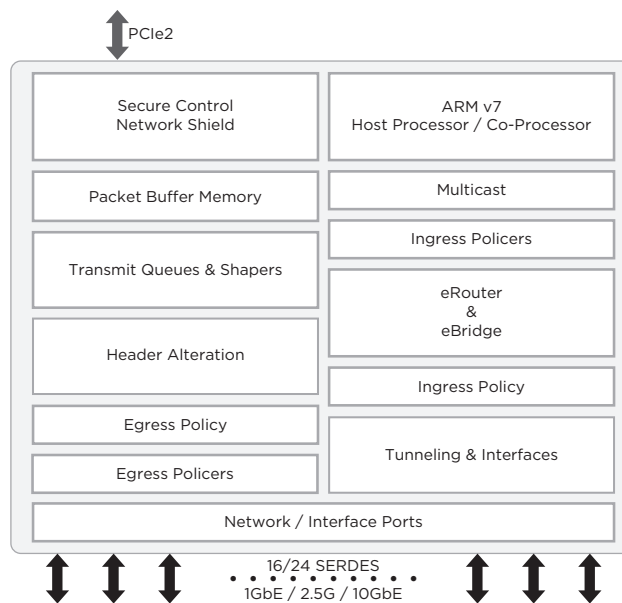 PCIe2
Secure Control
Network Shield
Packet Buffer Memory
Transmit Queues & Shapers
Header Alteration
Egress Policy
Egress Policers
ARM v7
Host Processor / Co-Processor
Multicast
Ingress Policers
eRouter
&
eBridge
Ingress Policy
Tunneling & Interfaces
Network / Interface Ports
16/24 SERDES
1GbE / 2.5G / 10GbE